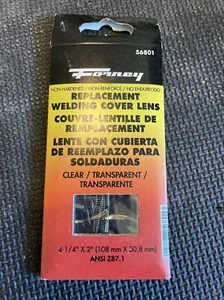 56801
Forney
NON HARDENED / NON-RENFORCÉ / NO ENDURECIDO
REPLACEMENT
WELDING COVER LENS
COUVRE-LENTILLE DE
REMPLACEMENT
LENTE CON CUBIERTA
DE REEMPLAZO PARA
SOLDADURAS
CLEAR / TRANSPARENT /
TRANSPARENTE
4-1/4" X 2" (108 mm X 50,8 mm)
ANSI Z87.1